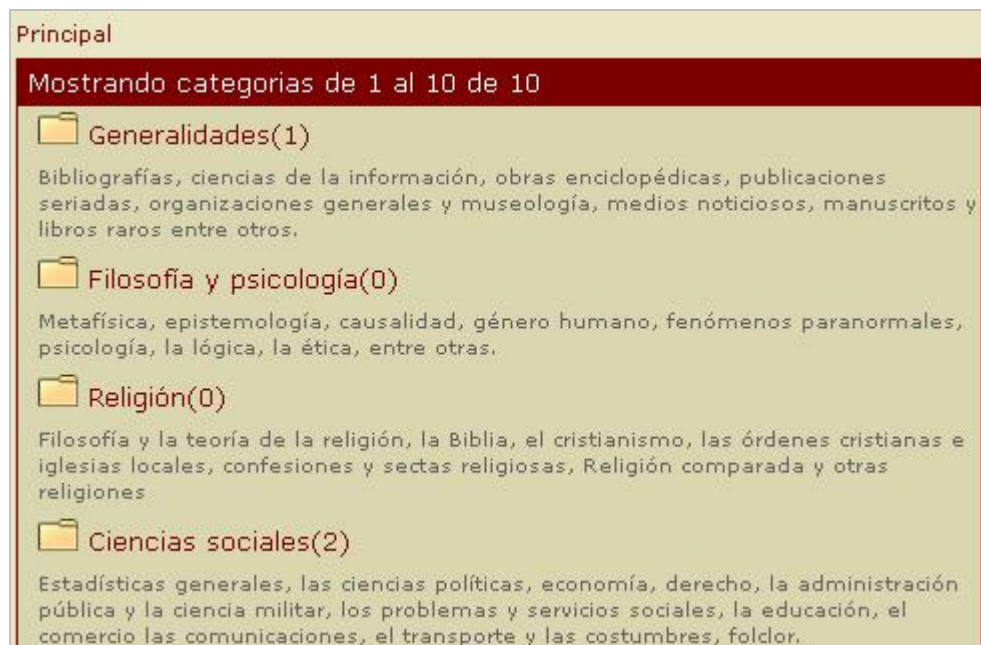 Principal
Mostrando categorias de 1 al 10 de 10
Generalidades(1)
Bibliografías, ciencias de la información, obras enciclopédicas, publicaciones
seriadas, organizaciones generales y museología, medios noticiosos, manuscritos y
libros raros entre otros.
Filosofía y psicología(0)
Metafísica, epistemología, causalidad, género humano, fenómenos paranormales,
psicología, la lógica, la ética, entre otras.
Religión(0)
Filosofía y la teoría de la religión, la Biblia, el cristianismo, las órdenes cristianas e
iglesias locales, confesiones y sectas religiosas, Religión comparada y otras
religiones
Ciencias sociales(2)
Estadísticas generales, las ciencias políticas, economía, derecho, la administración
pública y la ciencia militar, los problemas y servicios sociales, la educación, el
comercio las comunicaciones, el transporte y las costumbres, folclor.